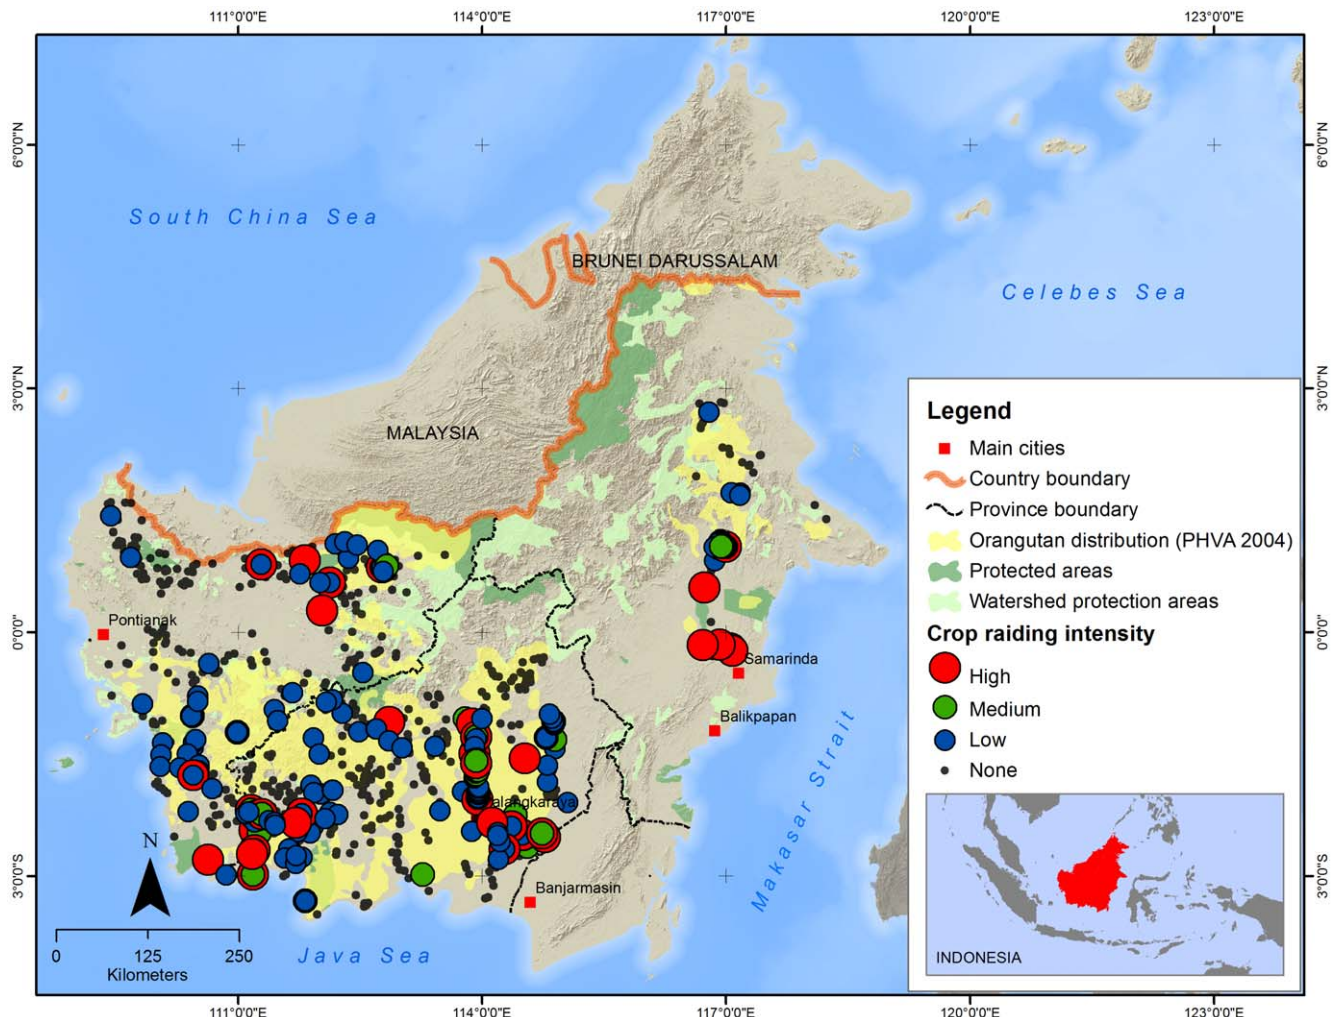 111°0'0"E 114°0'0"E 117°0'0"E 120°0'0"E 123°0'0"E
6°0'0"N 6°0'0"N
South China Sea
BRUNEI DARUSSALAM
Celebes Sea
3°0'0"N 3°0'0"N
MALAYSIA
Legend
Main cities
Country boundary
Province boundary
Orangutan distribution (PHVA 2004)
Protected areas
Watershed protection areas
Crop raiding intensity
High
Medium
Low
None
Pontianak
0°0'0" 0°0'0"
Samarinda
Balikpapan
Makasar Strait
alangkaraya
N
3°0'0"S 3°0'0"S
Banjarmasin
0 125 250
Kilometers
Java Sea
INDONESIA
111°0'0"E 114°0'0"E 117°0'0"E 120°0'0"E 123°0'0"E